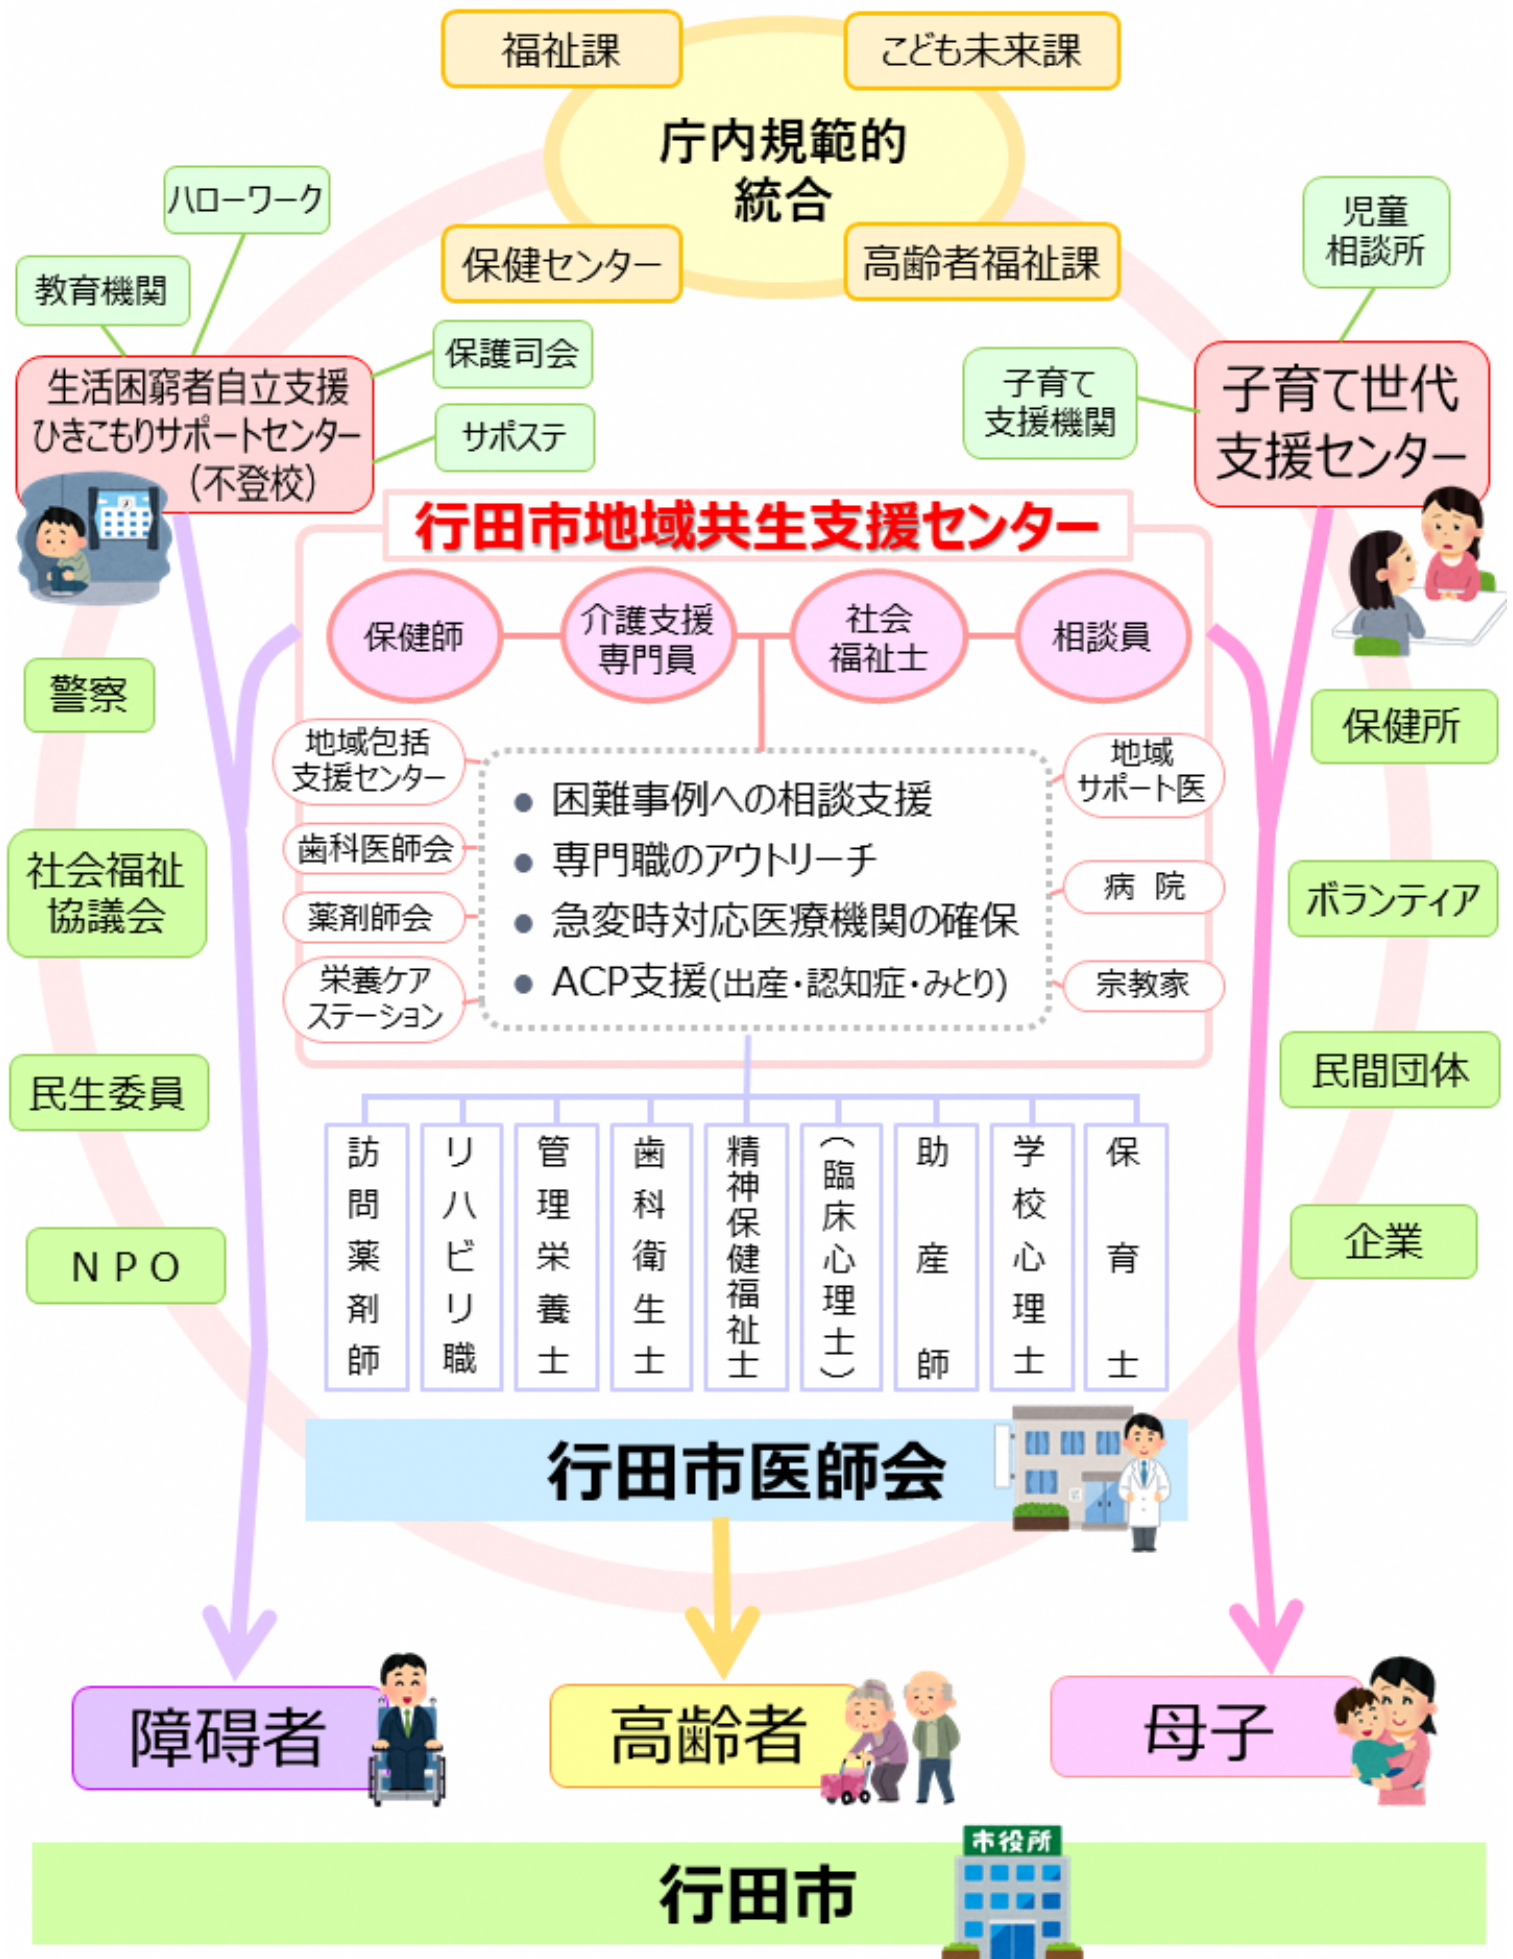 福祉課
こども未来課
庁内規範的
統合
保健センター
高齢者福祉課
ハローワーク
教育機関
保護司会
サポステ
生活困窮者自立支援
ひきこもりサポートセンター
(不登校)
児童
相談所
子育て
支援機関
子育て世代
支援センター
行田市地域共生支援センター
保健師
介護支援
専門員
社会
福祉士
相談員
地域包括
支援センター
歯科医師会
薬剤師会
栄養ケア
ステーション
● 困難事例への相談支援
● 専門職のアウトリーチ
● 急変時対応医療機関の確保
● ACP支援(出産・認知症・みとり)
地域
サポート医
病 院
宗教家
警察
社会福祉
協議会
民生委員
NPO
保健所
ボランティア
民間団体
企業
訪問薬剤師
リハビリ職
管理栄養士
歯科衛生士
精神保健福祉士
(臨床心理士)
助産師
学校心理士
保育士
行田市医師会
障碍者
高齢者
母子
市役所
行田市